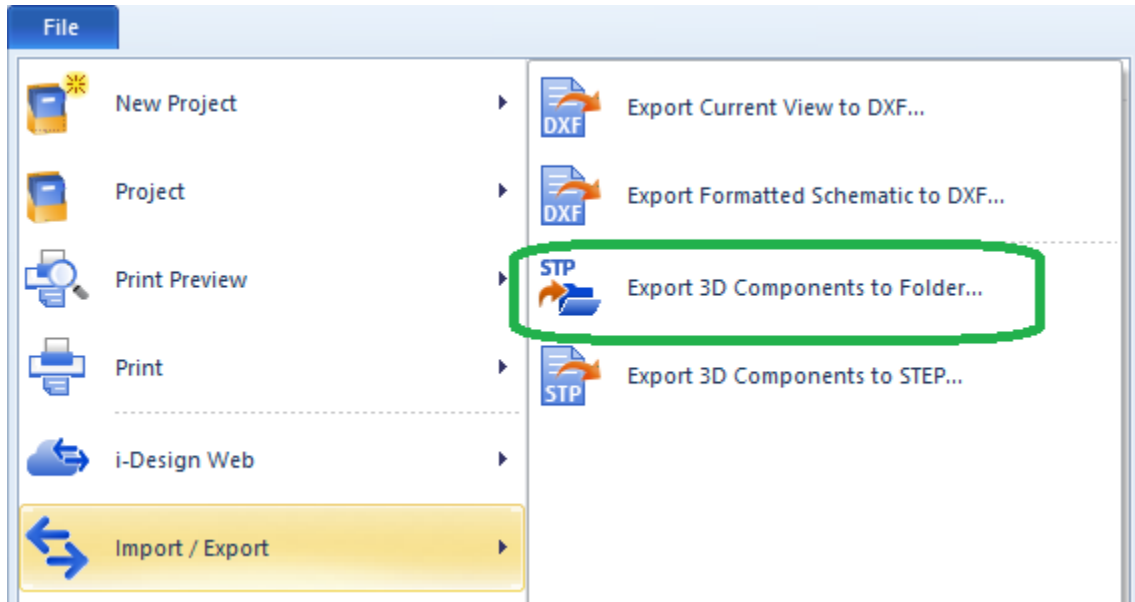 File
New Project
Project
Print Preview
Print
i-Design Web
Import / Export
DXF
Export Current View to DXF...
DXF
Export Formatted Schematic to DXF...
STP
Export 3D Components to Folder...
STP
Export 3D Components to STEP...